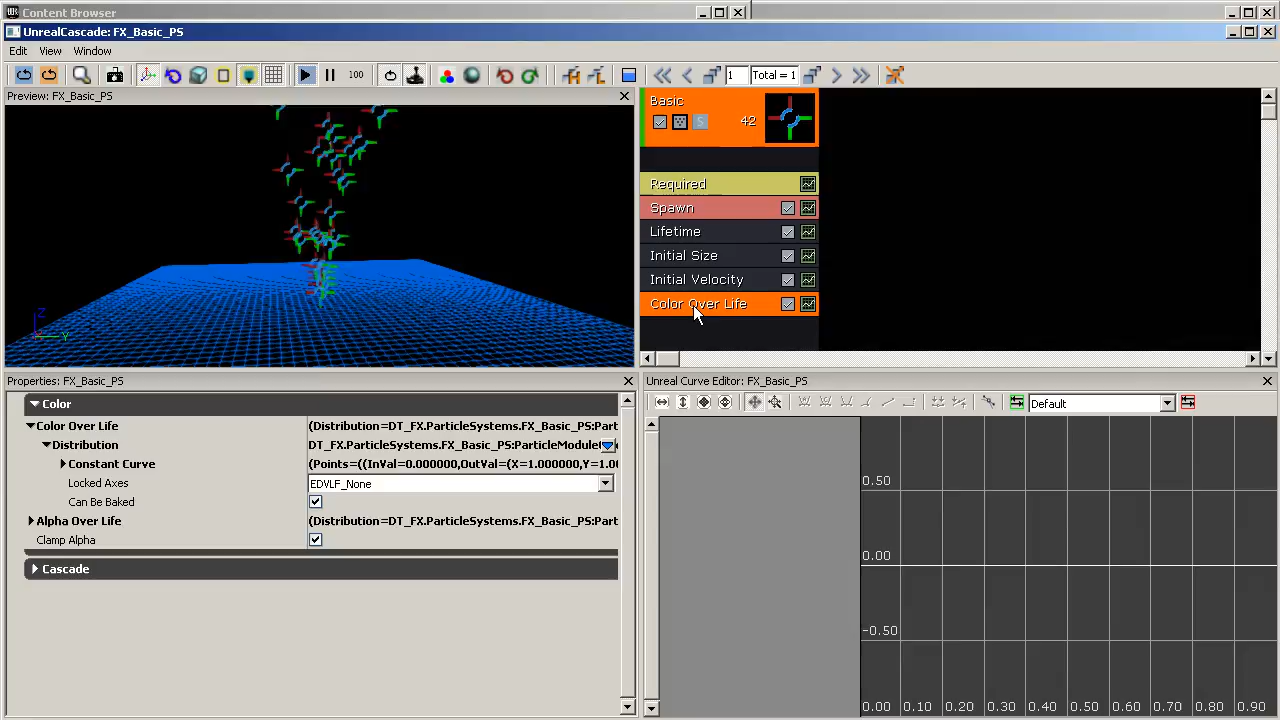 Content Browser
UnrealCascade: FX_Basic_PS
Edit View Window
100
1
Total = 1
Preview: FX_Basic_PS
Z
Y
Basic
S
42
Required
Spawn
Lifetime
Initial Size
Initial Velocity
Color Over Life
Properties: FX_Basic_PS
Color
Color Over Life (Distribution=DT_FX.ParticleSystems.FX_Basic_PS:Part
Distribution DT_FX.ParticleSystems.FX_Basic_PS:ParticleModule
Constant Curve (Points=((InVal=0.000000,OutVal=(X=1.000000,Y=1.00
Locked Axes EDVLF_None
Can Be Baked
Alpha Over Life (Distribution=DT_FX.ParticleSystems.FX_Basic_PS:Part
Clamp Alpha
Cascade
Unreal Curve Editor: FX_Basic_PS
Default
0.50
0.00
-0.50
0.00 0.10 0.20 0.30 0.40 0.50 0.60 0.70 0.80 0.90